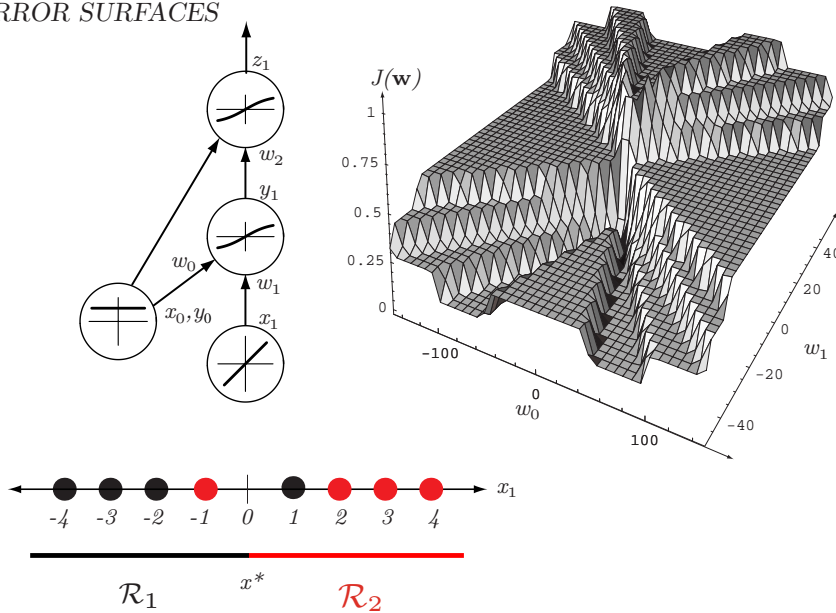 RROR SURFACES
z1
w2
y1
w0
w1
x0, y0
x1
J(w)
1
0.75
0.5
0.25
0
-100
0
100
w0
40
20
0
-20
-40
w1
-4 -3 -2 -1 0 1 2 3 4
x1
x*
R1
R2